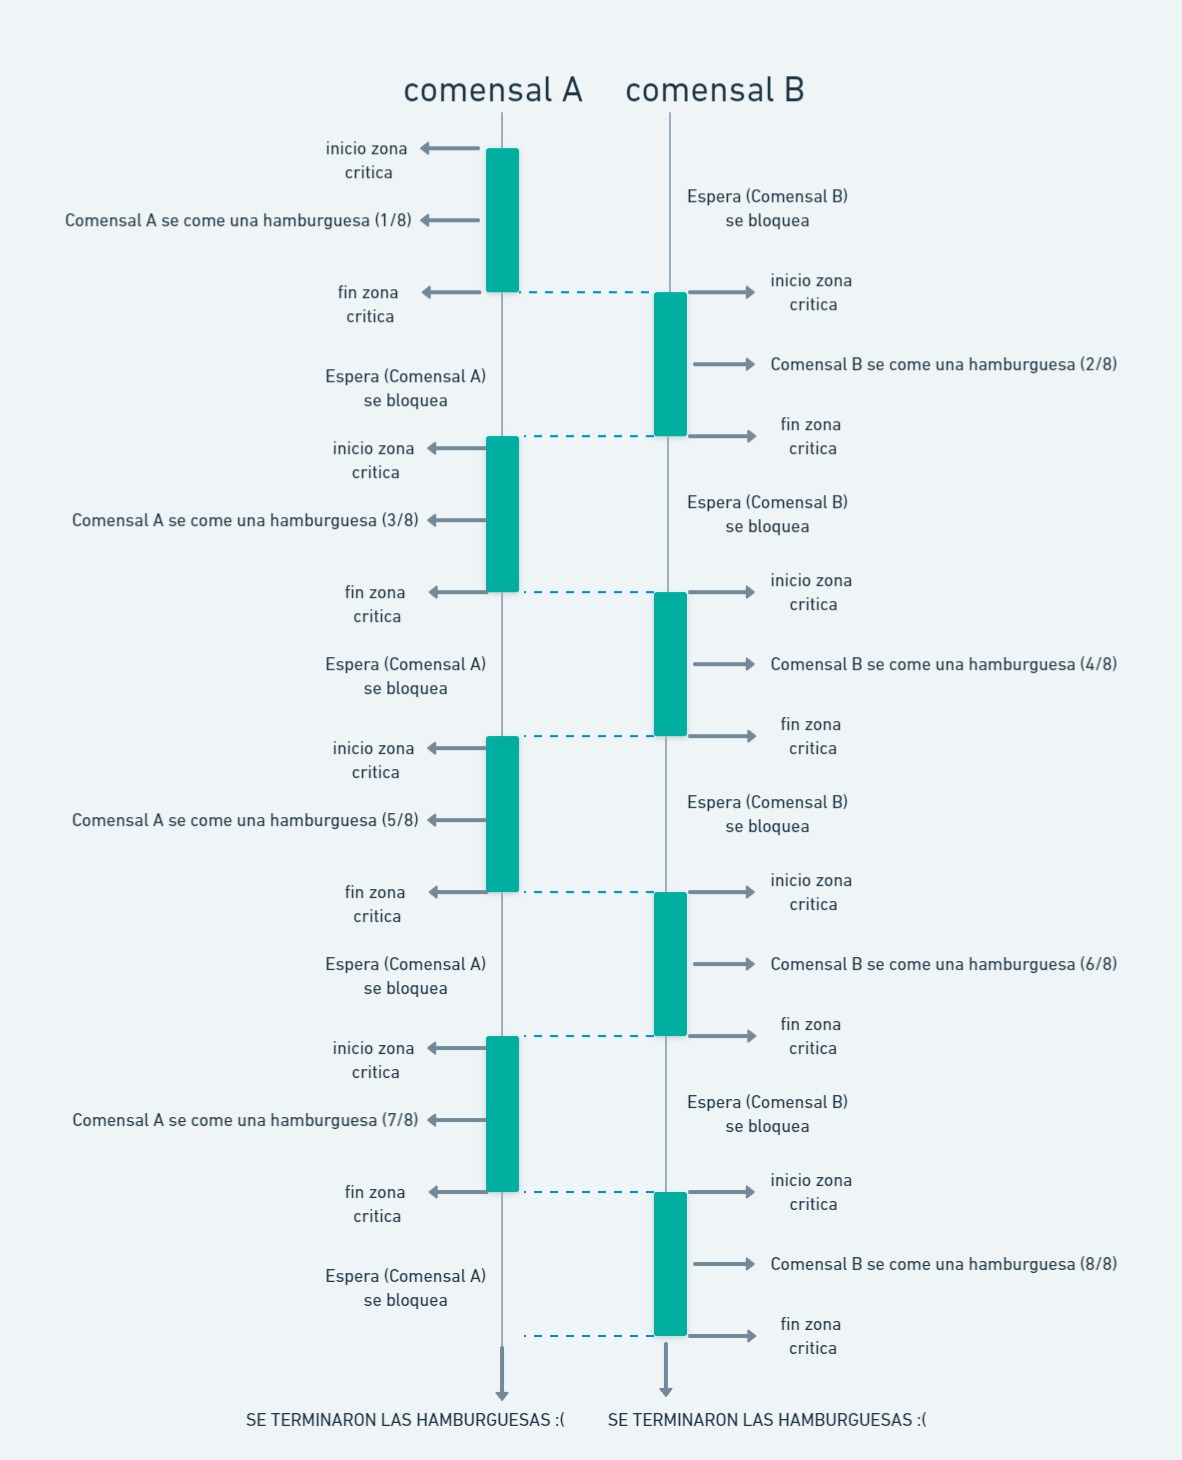 comensal A
comensal B
inicio zona
critica
Espera (Comensal B)
se bloquea
Comensal A se come una hamburguesa (1/8)
fin zona
critica
inicio zona
critica
Espera (Comensal A)
se bloquea
Comensal B se come una hamburguesa (2/8)
inicio zona
critica
fin zona
critica
Comensal A se come una hamburguesa (3/8)
Espera (Comensal B)
se bloquea
fin zona
critica
inicio zona
critica
Espera (Comensal A)
se bloquea
Comensal B se come una hamburguesa (4/8)
inicio zona
critica
fin zona
critica
Comensal A se come una hamburguesa (5/8)
Espera (Comensal B)
se bloquea
fin zona
critica
inicio zona
critica
Espera (Comensal A)
se bloquea
Comensal B se come una hamburguesa (6/8)
inicio zona
critica
fin zona
critica
Comensal A se come una hamburguesa (7/8)
Espera (Comensal B)
se bloquea
fin zona
critica
inicio zona
critica
Espera (Comensal A)
se bloquea
Comensal B se come una hamburguesa (8/8)
fin zona
critica
SE TERMINARON LAS HAMBURGUESAS :(
SE TERMINARON LAS HAMBURGUESAS :(